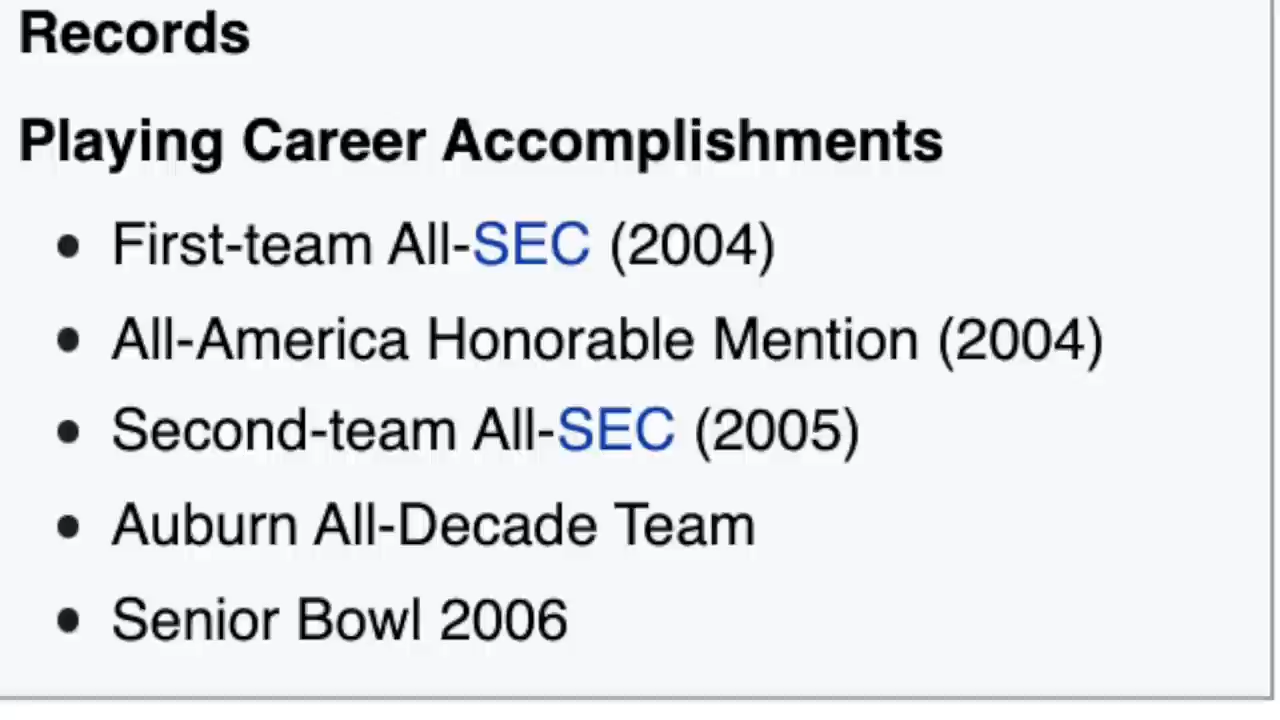 Records
Playing Career Accomplishments
• First-team All-SEC (2004)
• All-America Honorable Mention (2004)
• Second-team All-SEC (2005)
• Auburn All-Decade Team
• Senior Bowl 2006